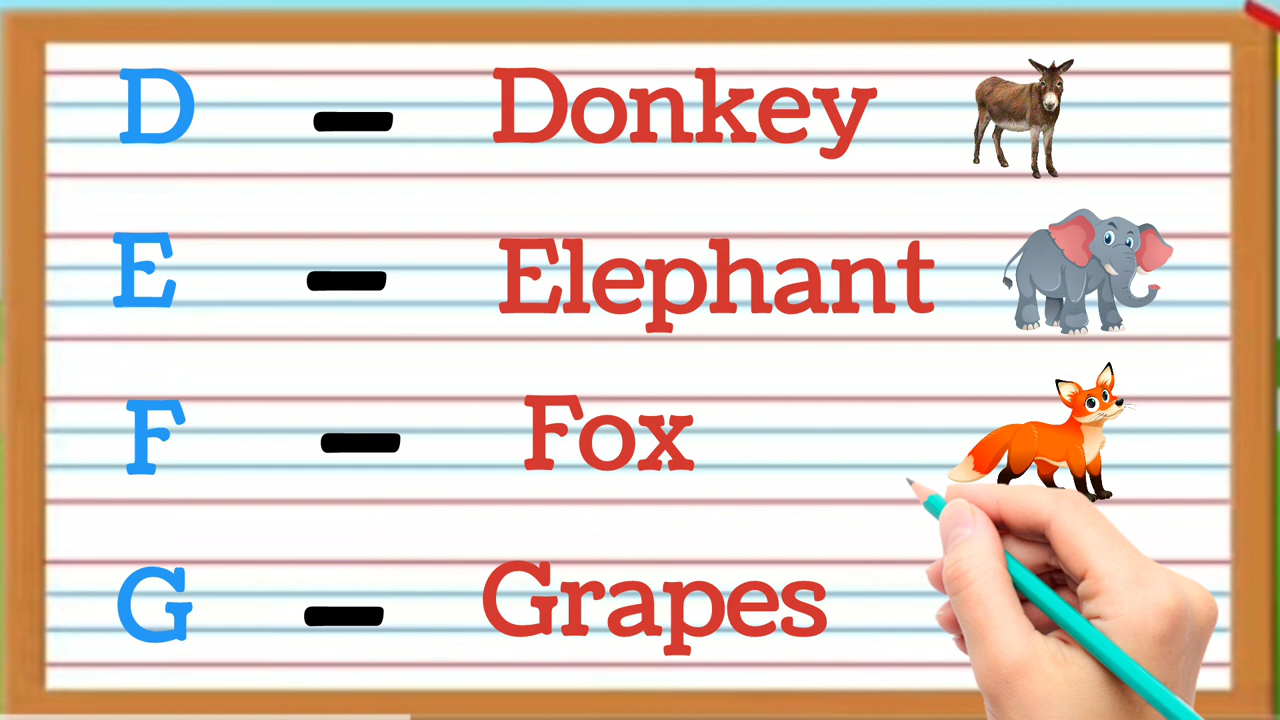 D - Donkey
E - Elephant
F - Fox
G - Grapes